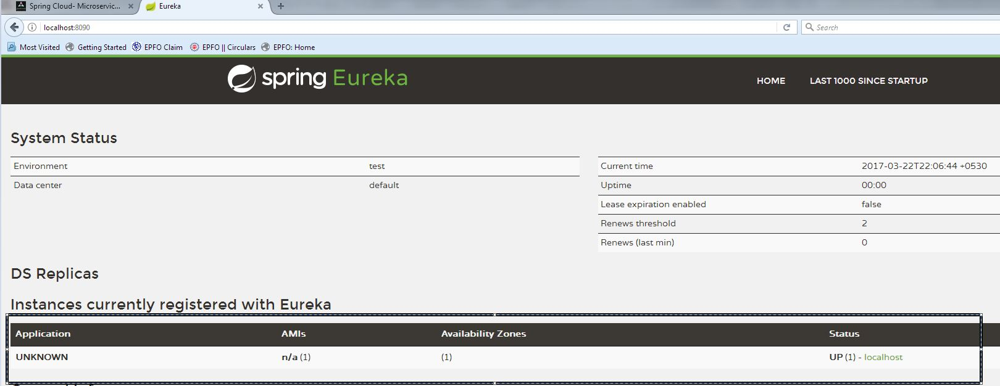 Spring Cloud- Microservic...
Eureka
localhost:8090
Search
Most Visited Getting Started EPFO Claim EPFO || Circulars EPFO: Home
spring Eureka
HOME LAST 1000 SINCE STARTUP
System Status
Environment test
Data center default
Current time 2017-03-22T22:06:44 +0530
Uptime 00:00
Lease expiration enabled false
Renews threshold 2
Renews (last min) 0
DS Replicas
Instances currently registered with Eureka
Application AMIs Availability Zones Status
UNKNOWN n/a (1) (1) UP (1) - localhost